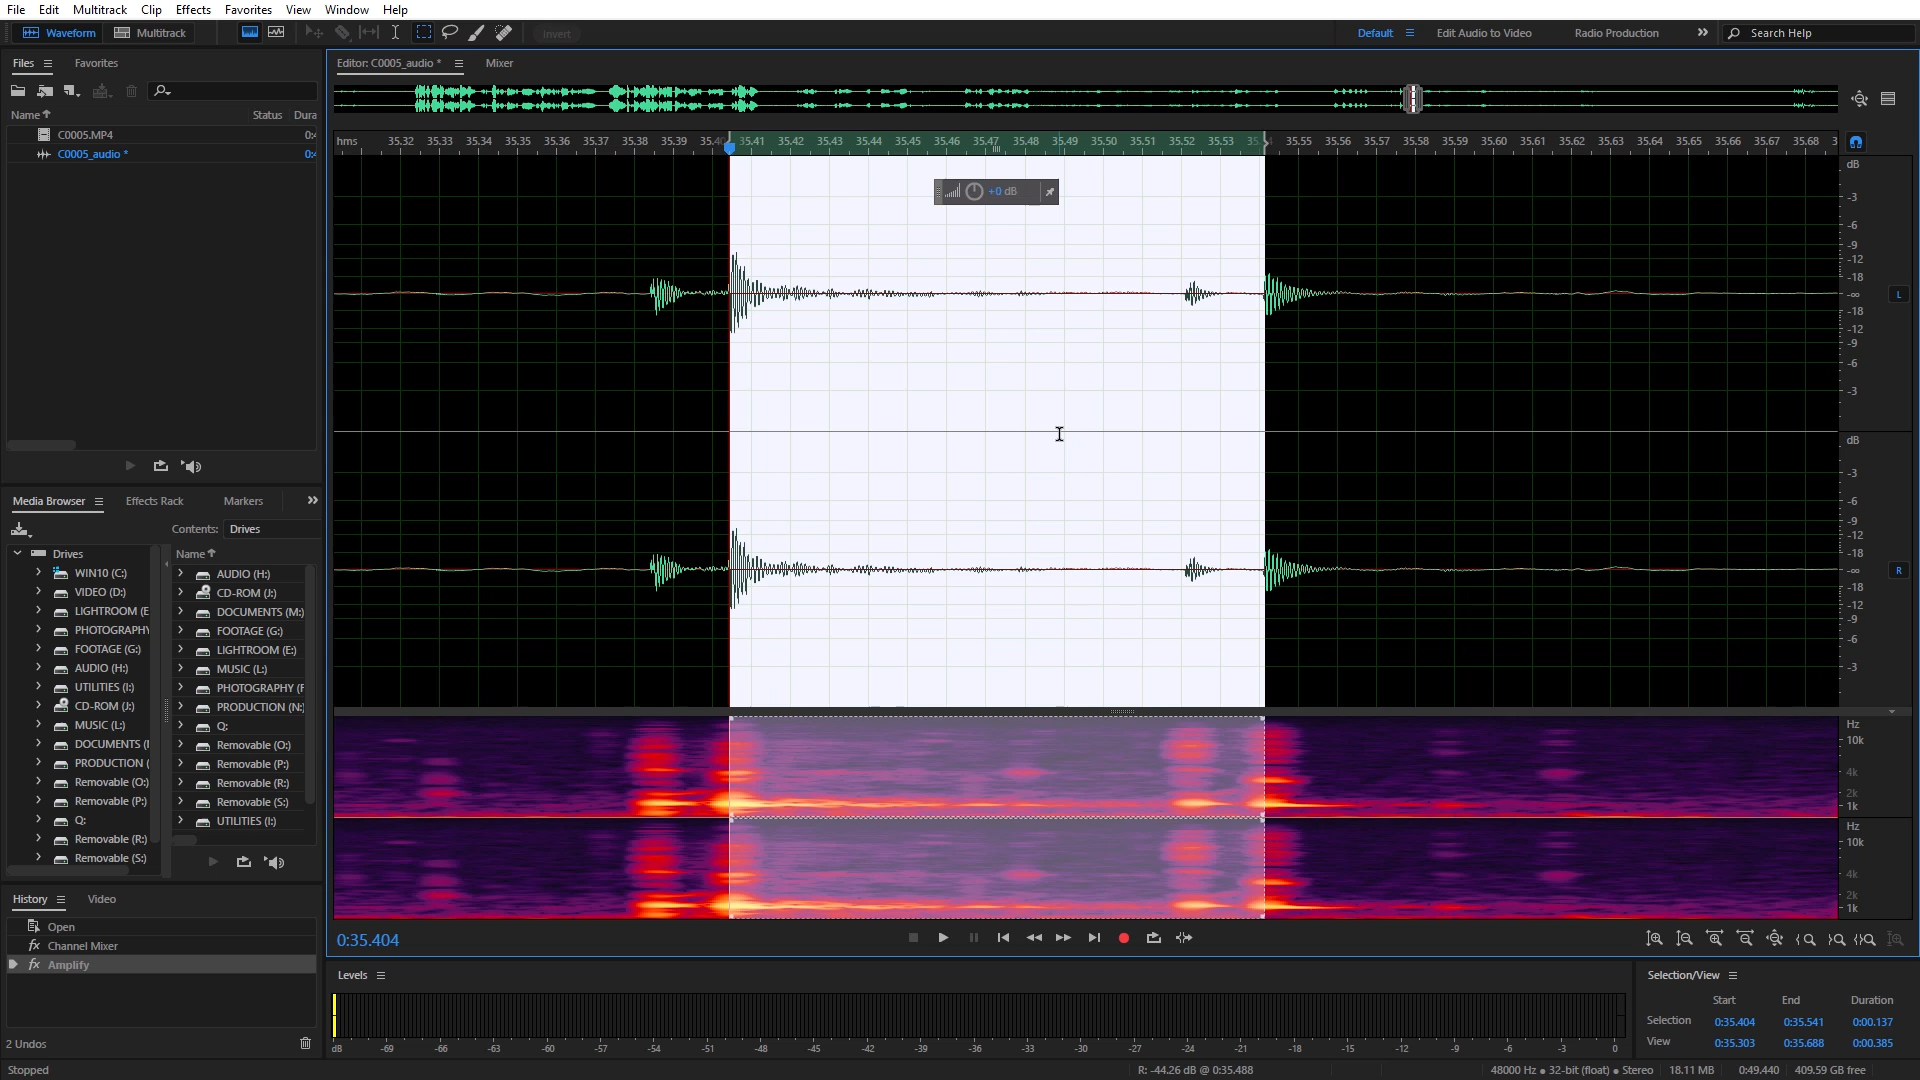 File Edit Multitrack Clip Effects Favorites View Window Help
Waveform Multitrack Invert Default Edit Audio to Video Radio Production Search Help
Files Favorites
Name Status Dura
C0005.MP4 0:4
C0005_audio * 0:4
Editor: C0005_audio * Mixer
hms 35.32 35.33 35.34 35.35 35.36 35.37 35.38 35.39 35.4 35.41 35.42 35.43 35.44 35.45 35.46 35.47 35.48 35.49 35.50 35.51 35.52 35.53 35. 35.55 35.56 35.57 35.58 35.59 35.60 35.61 35.62 35.63 35.64 35.65 35.66 35.67 35.68 3
+0 dB
dB
-3
-6
-9
-12
-18
-∞
L
-18
-12
-9
-6
-3
dB
-3
-6
-9
-12
-18
-∞
R
-18
-12
-9
-6
-3
Hz
10k
4k
2k
1k
Hz
10k
4k
2k
1k
Media Browser Effects Rack Markers
Contents: Drives
Drives
WIN10 (C:)
VIDEO (D:)
LIGHTROOM (E
PHOTOGRAPHY
FOOTAGE (G:)
AUDIO (H:)
UTILITIES (I:)
CD-ROM (J:)
MUSIC (L:)
DOCUMENTS (
PRODUCTION (
Removable (O:)
Removable (P:)
Q:
Removable (R:)
Removable (S:)
Name
AUDIO (H:)
CD-ROM (J:)
DOCUMENTS (M:)
FOOTAGE (G:)
LIGHTROOM (E:)
MUSIC (L:)
PHOTOGRAPHY (F
PRODUCTION (N:)
Q:
Removable (O:)
Removable (P:)
Removable (R:)
Removable (S:)
UTILITIES (I:)
History Video
Open
fx Channel Mixer
fx Amplify
2 Undos
0:35.404
Levels
dB -69 -66 -63 -60 -57 -54 -51 -48 -45 -42 -39 -36 -33 -30 -27 -24 -21 -18 -15 -12 -9 -6 -3 0
Selection/View
Start End Duration
Selection 0:35.404 0:35.541 0:00.137
View 0:35.303 0:35.688 0:00.385
Stopped
R: -44.26 dB @ 0:35.488 48000 Hz ● 32-bit (float) ● Stereo 18.11 MB 0:49.440 409.59 GB free